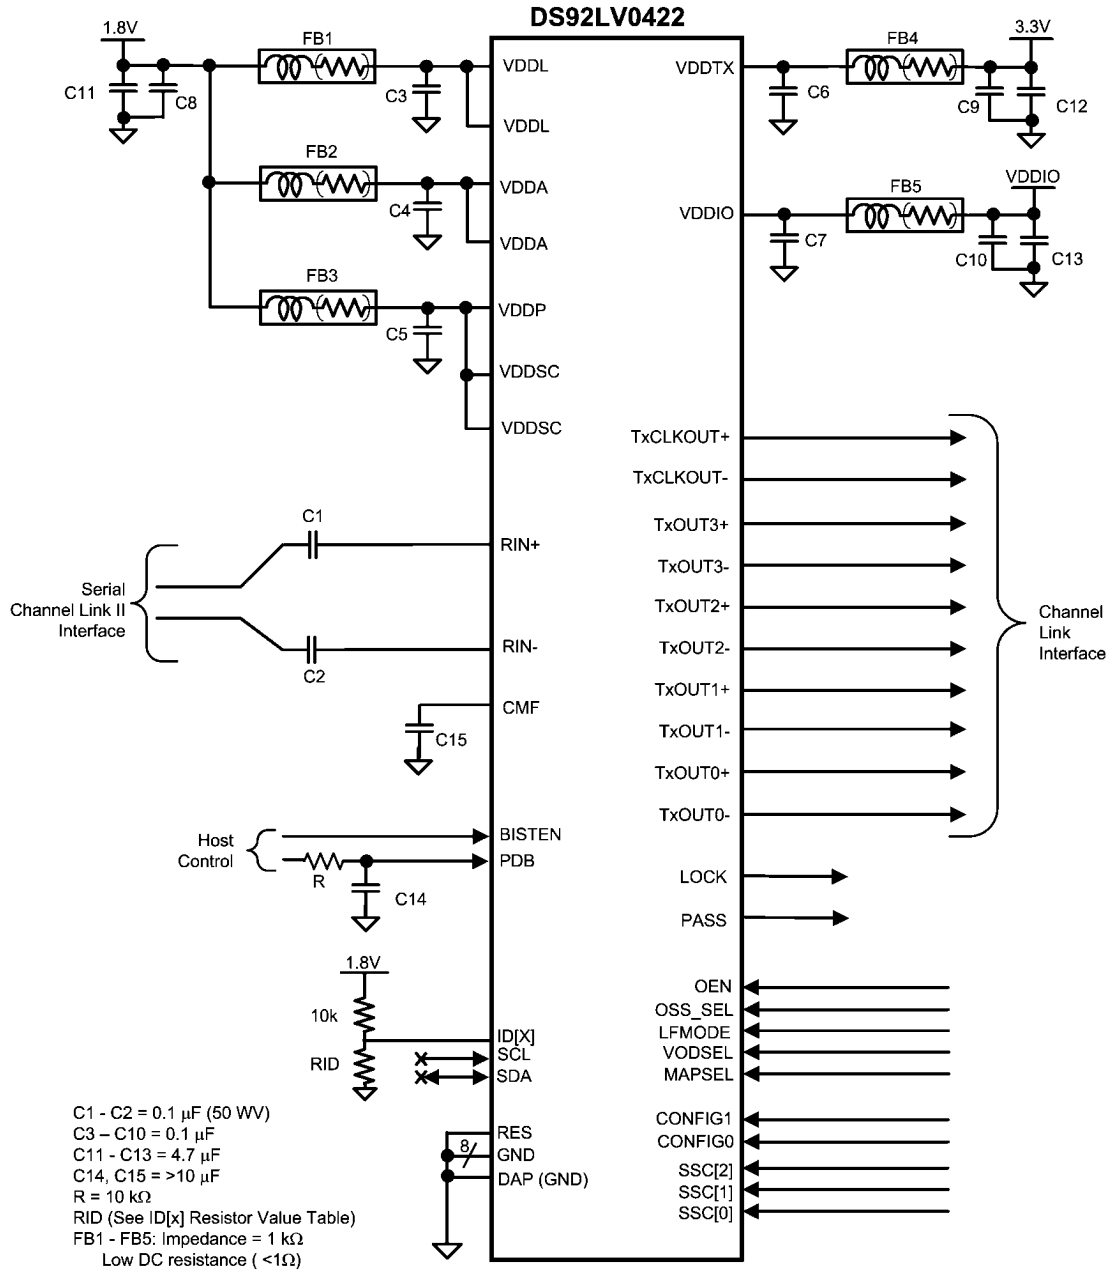 DS92LV0422
1.8V
FB1
VDDL
C11
C8
C3
VDDL
FB2
VDDA
C4
VDDA
FB3
VDDP
C5
VDDSC
VDDSC
VDDTX
FB4
3.3V
C6
C9
C12
VDDIO
FB5
VDDIO
C7
C10
C13
C1
RIN+
Serial
Channel Link II
Interface
RIN-
C2
CMF
C15
Host
Control
BISTEN
PDB
R
C14
1.8V
10k
ID[X]
RID
SCL
SDA
RES
8
GND
DAP (GND)
TxCLKOUT+
TxCLKOUT-
TxOUT3+
TxOUT3-
TxOUT2+
TxOUT2-
TxOUT1+
TxOUT1-
TxOUT0+
TxOUT0-
Channel
Link
Interface
LOCK
PASS
OEN
OSS_SEL
LFMODE
VODSEL
MAPSEL
CONFIG1
CONFIG0
SSC[2]
SSC[1]
SSC[0]
C1 - C2 = 0.1 μF (50 WV)
C3 – C10 = 0.1 μF
C11 - C13 = 4.7 μF
C14, C15 = >10 μF
R = 10 kΩ
RID (See ID[x] Resistor Value Table)
FB1 - FB5: Impedance = 1 kΩ
Low DC resistance ( <1Ω)